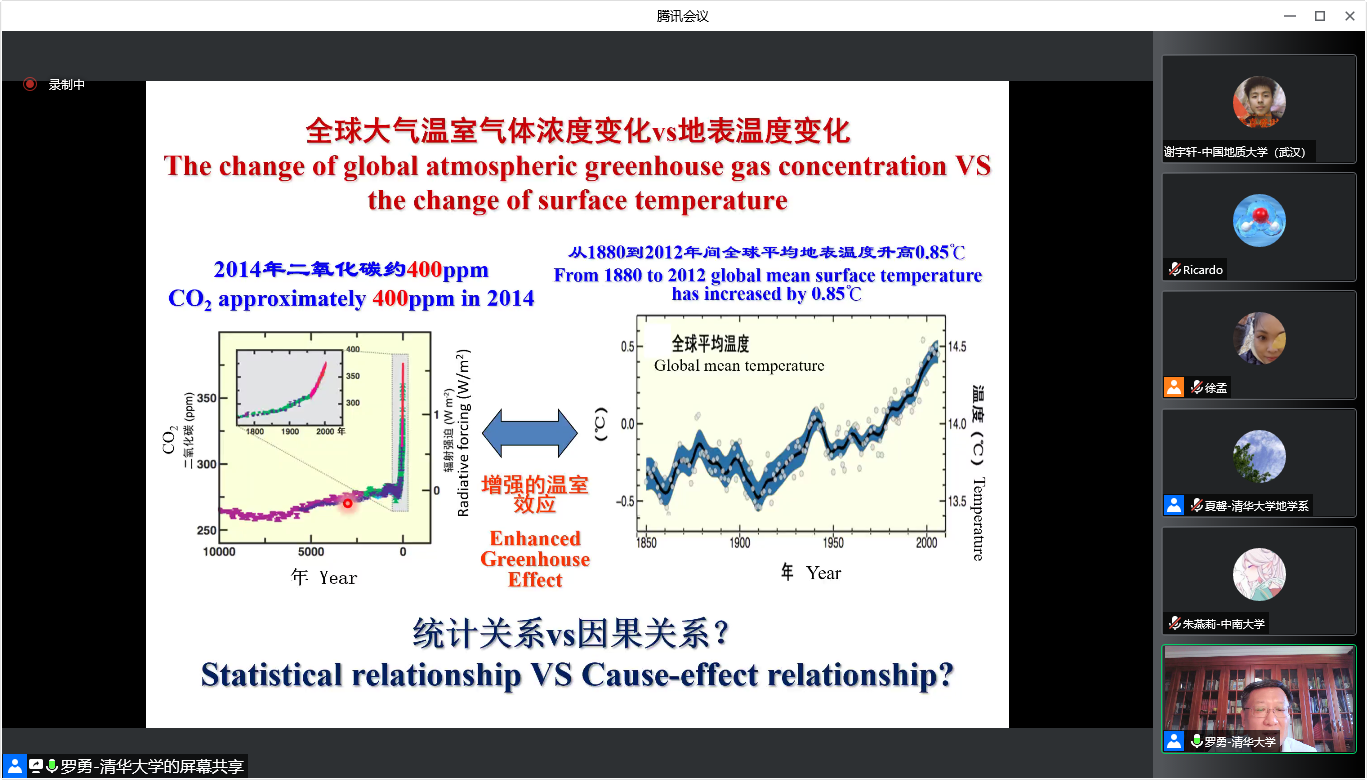 腾讯会议
录制中
全球大气温室气体浓度变化vs地表温度变化
The change of global atmospheric greenhouse gas concentration VS
the change of surface temperature
2014年二氧化碳约400ppm
CO₂ approximately 400ppm in 2014
从1880到2012年间全球平均地表温度升高0.85℃
From 1880 to 2012 global mean surface temperature
has increased by 0.85℃
CO₂
二氧化碳 (ppm)
350
300
250
10000
5000
0
年 Year
400
350
300
1800
1900
2000 年
1
0
辐射强迫 (W m⁻²)
Radiative forcing (W/m²)
增强的温室
效应
Enhanced
Greenhouse
Effect
全球平均温度
Global mean temperature
(℃)
0.5
0.0
-0.5
14.5
14.0
13.5
1850
1900
1950
2000
年 Year
温度 (℃) Temperature
统计关系vs因果关系?
Statistical relationship VS Cause-effect relationship?
谢宇轩-中国地质大学（武汉）
Ricardo
徐孟
夏馨-清华大学地学系
朱燕莉-中南大学
罗勇-清华大学
罗勇-清华大学的屏幕共享